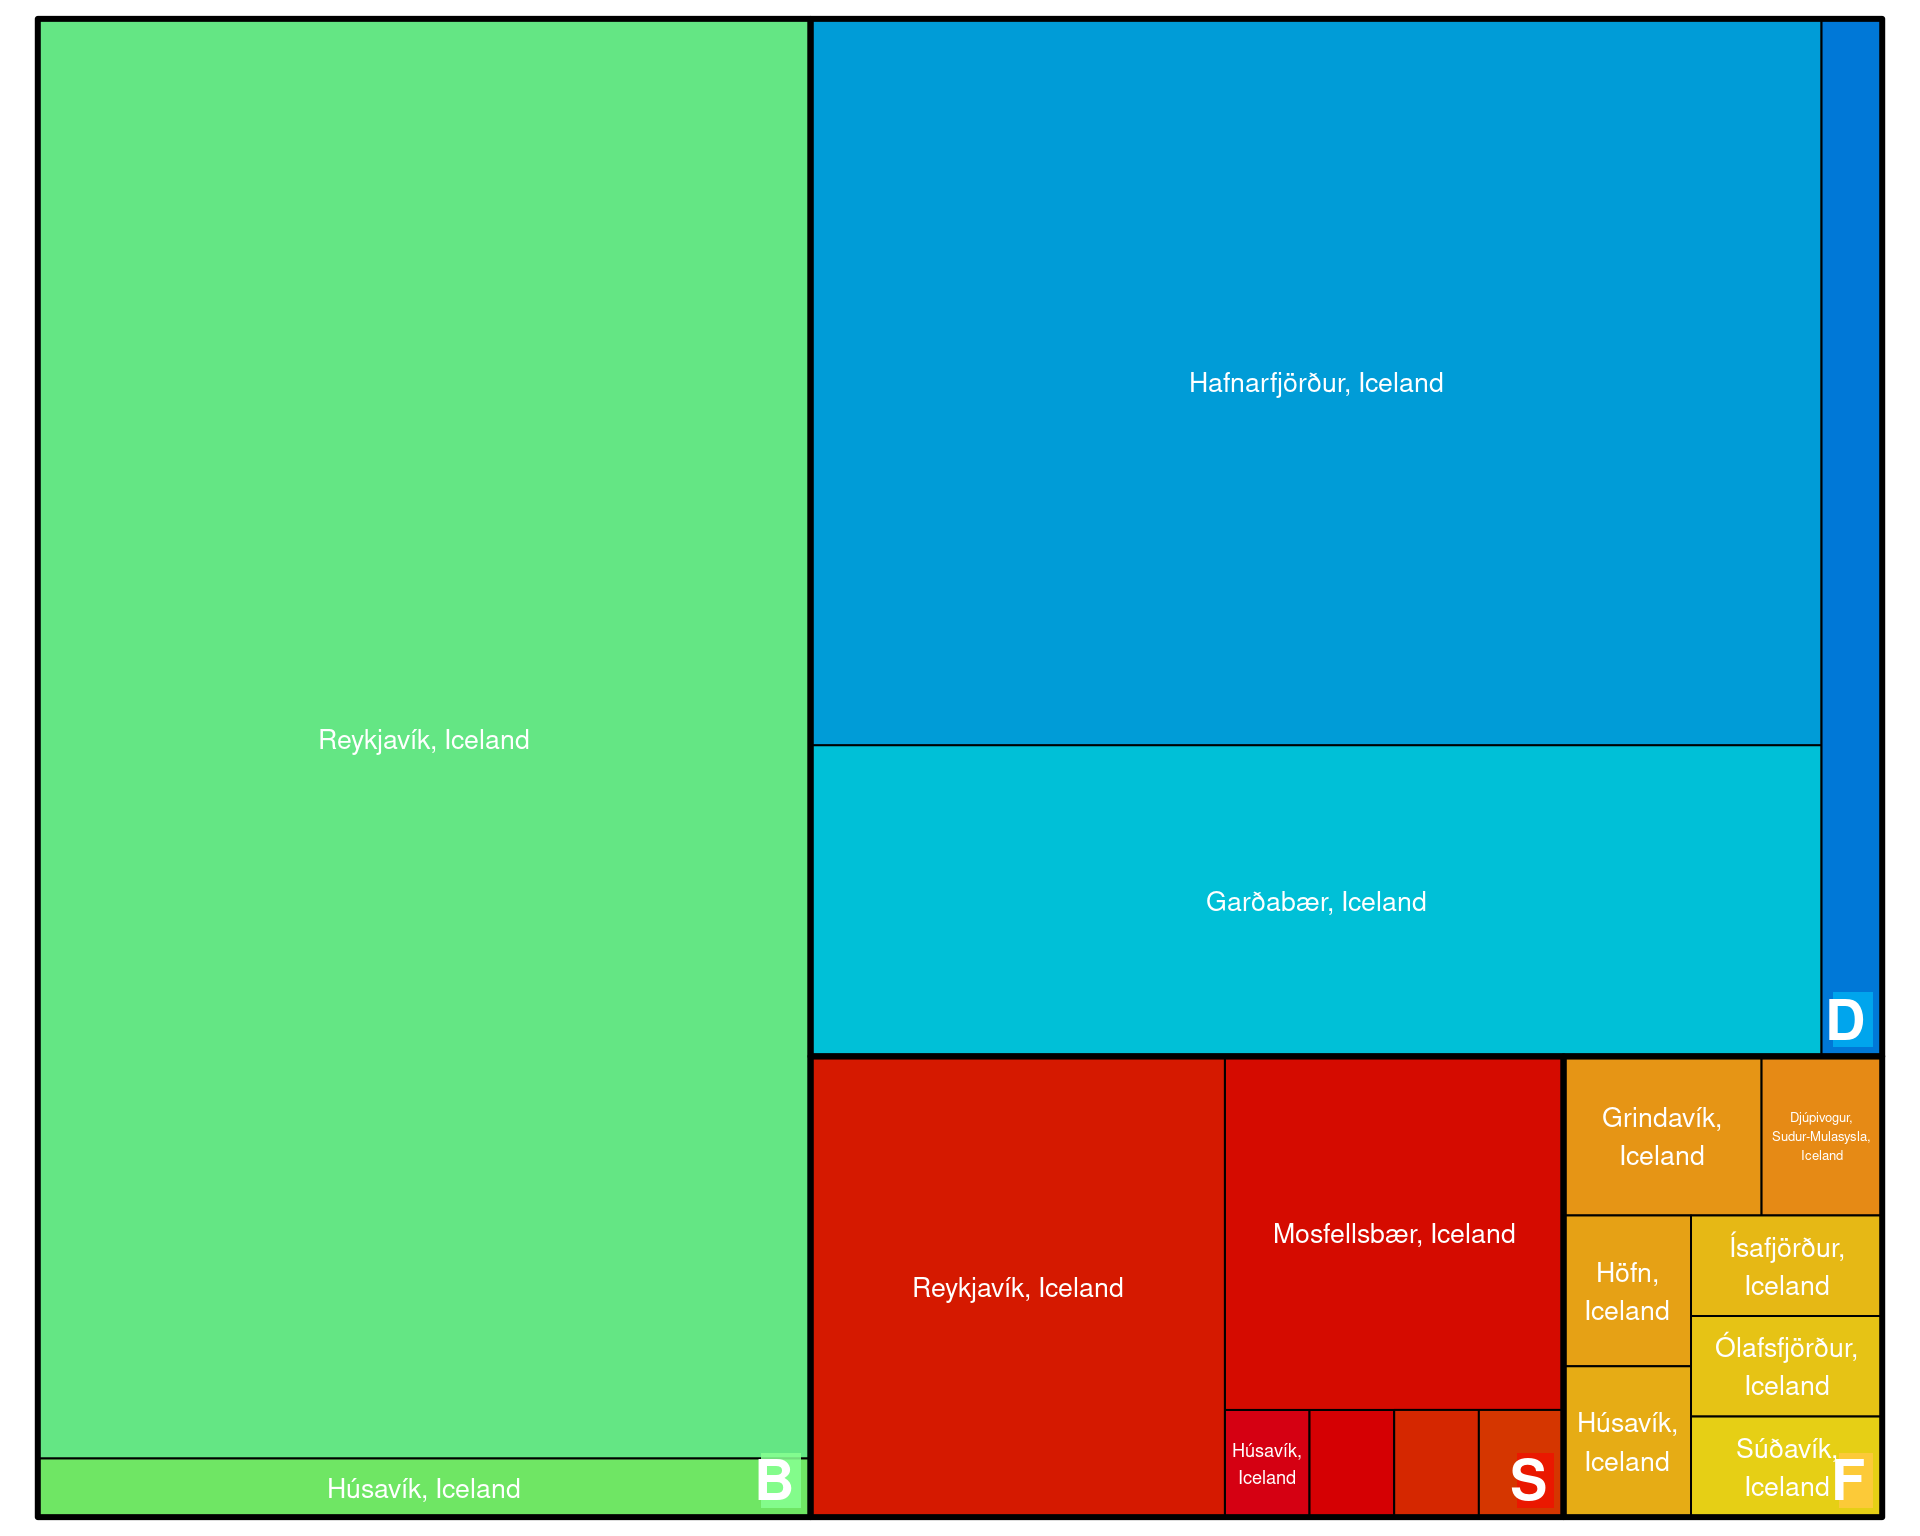 Reykjavík, Iceland
Húsavík, Iceland
B
Hafnarfjörður, Iceland
Garðabær, Iceland
D
Reykjavík, Iceland
Mosfellsbær, Iceland
Húsavík,
Iceland
S
Grindavík,
Iceland
Djúpivogur,
Sudur-Mulasysla,
Iceland
Höfn,
Iceland
Húsavík,
Iceland
Ísafjörður,
Iceland
Ólafsfjörður,
Iceland
Súðavík,
Iceland
F